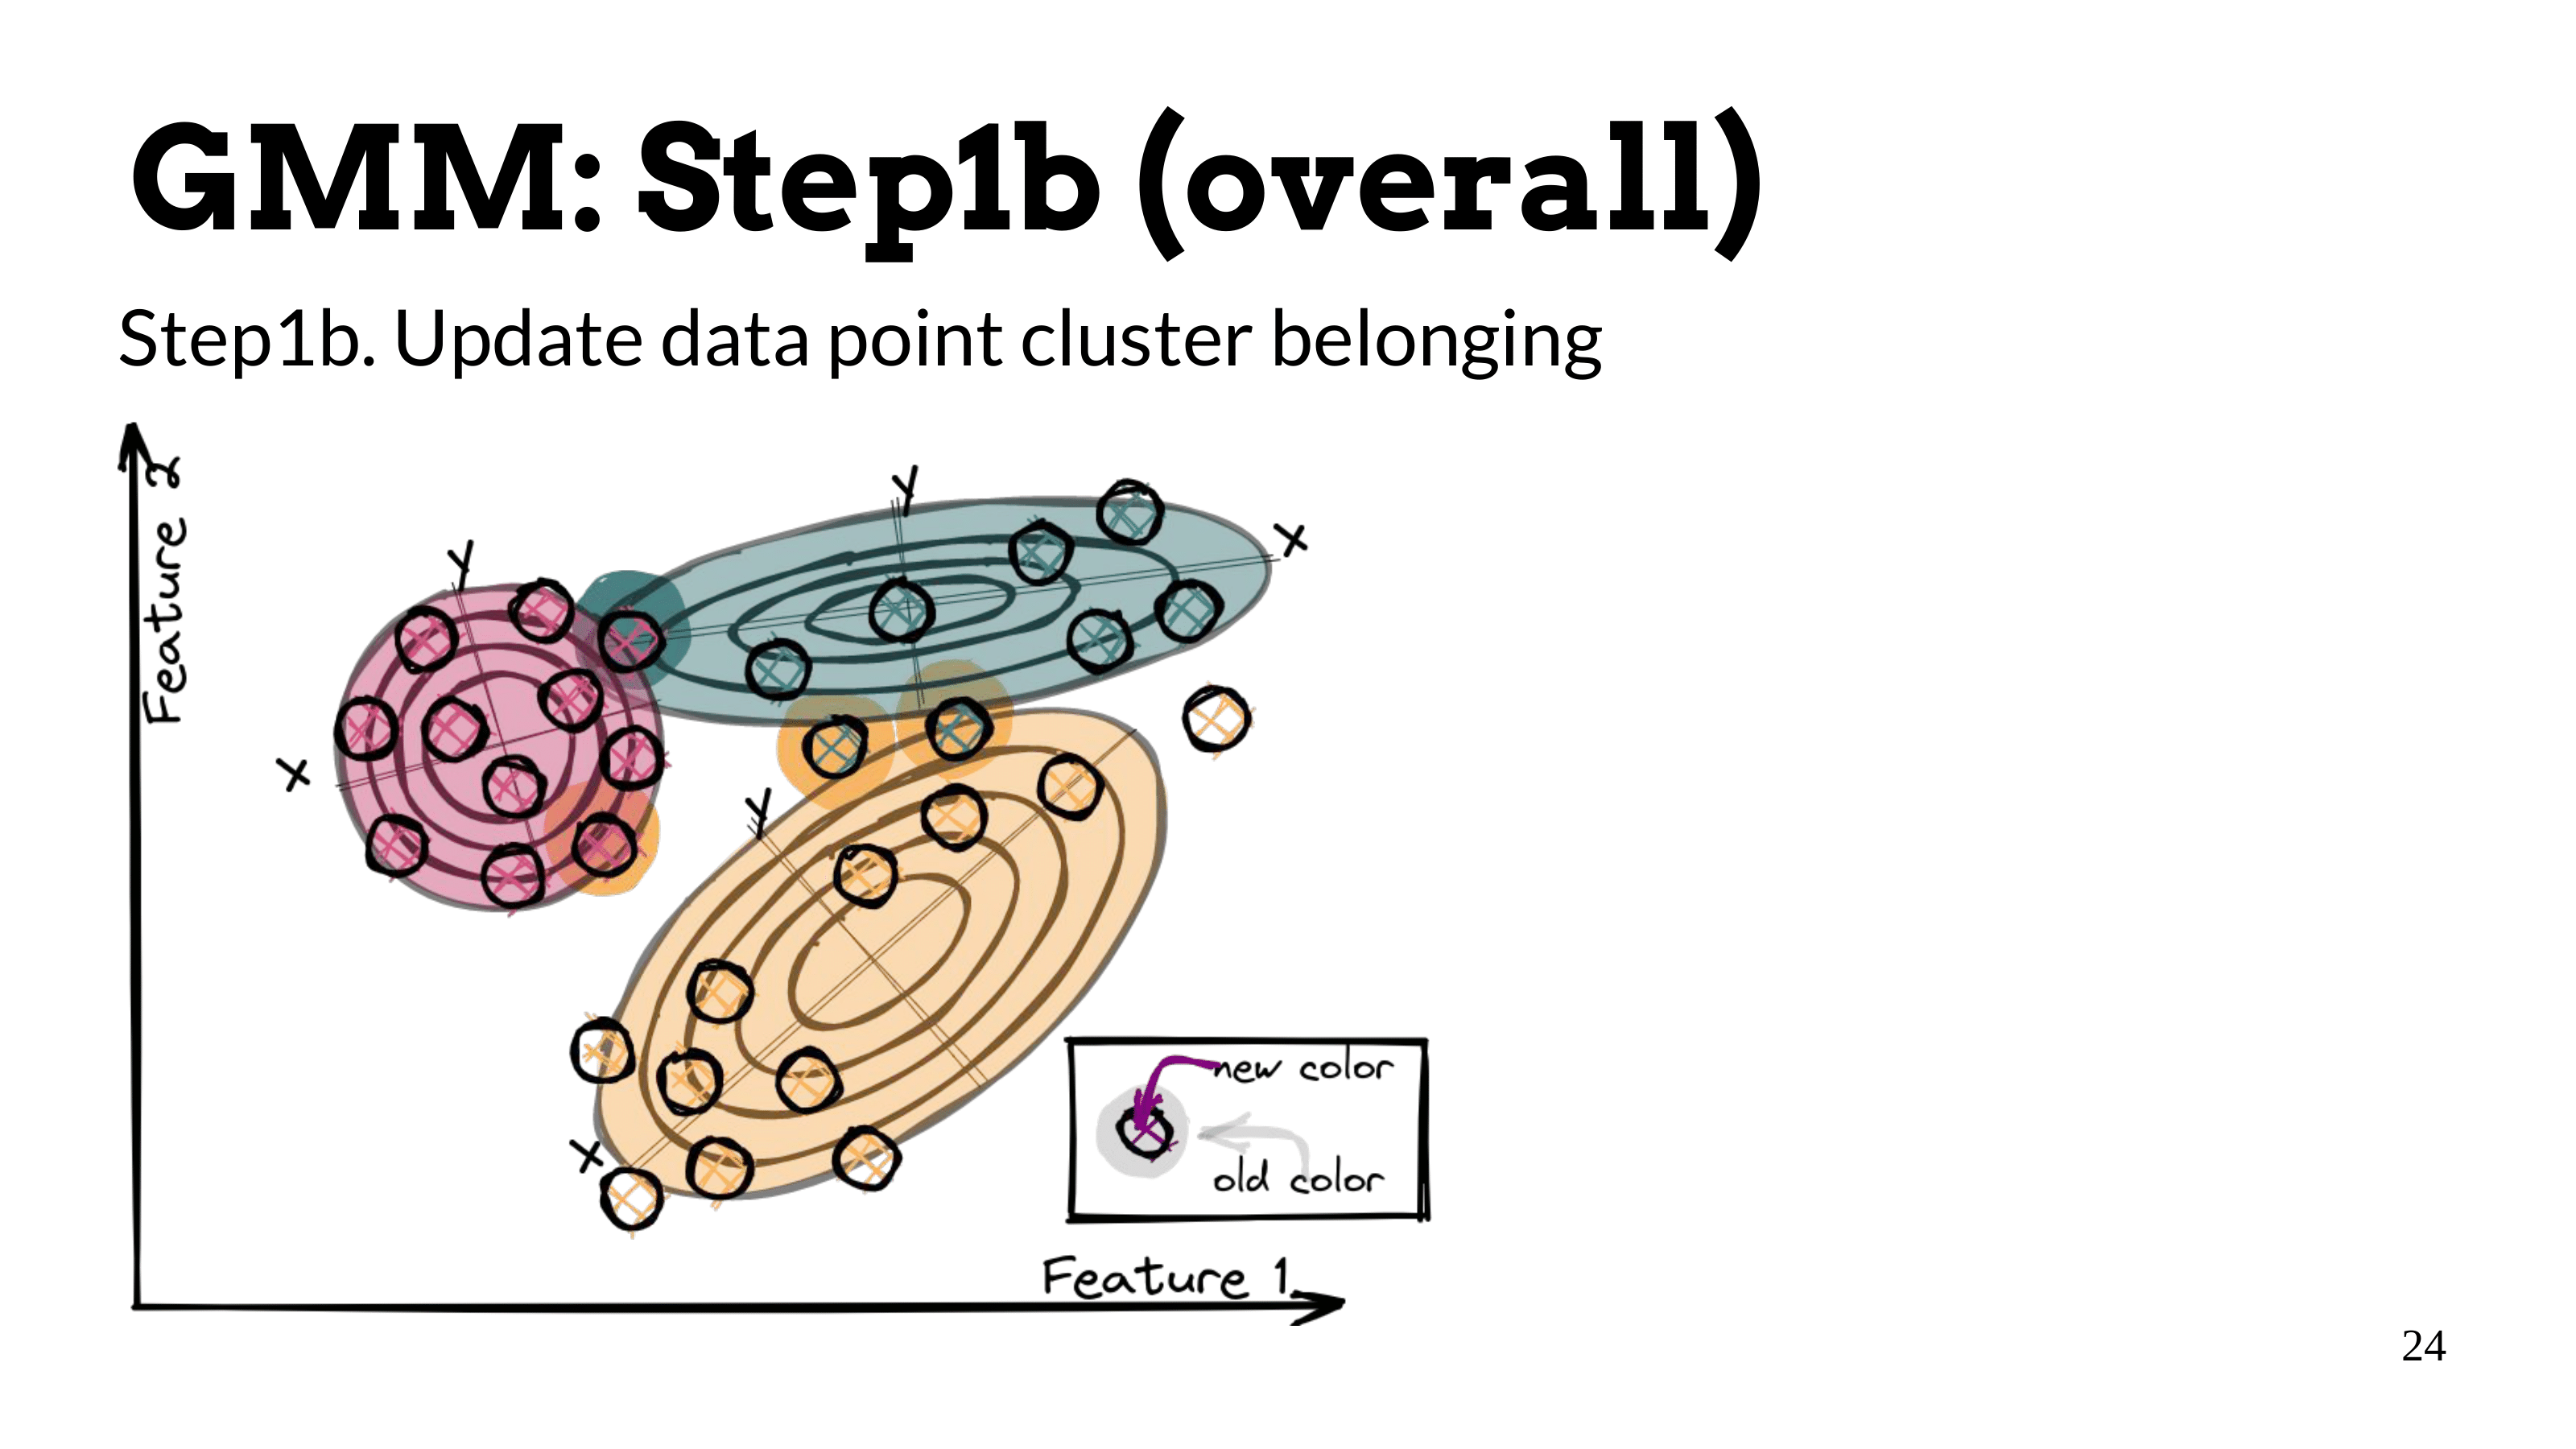 GMM: Step1b (overall)
Step1b. Update data point cluster belonging
Feature 2
Y
X
Y
X
Y
X
new color
old color
Feature 1
24